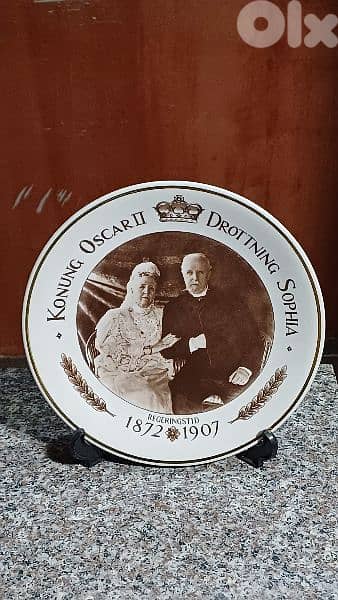 olx
KONUNG OSCAR II DROTTNING SOPHIA
REGERINGSTID
1872 1907